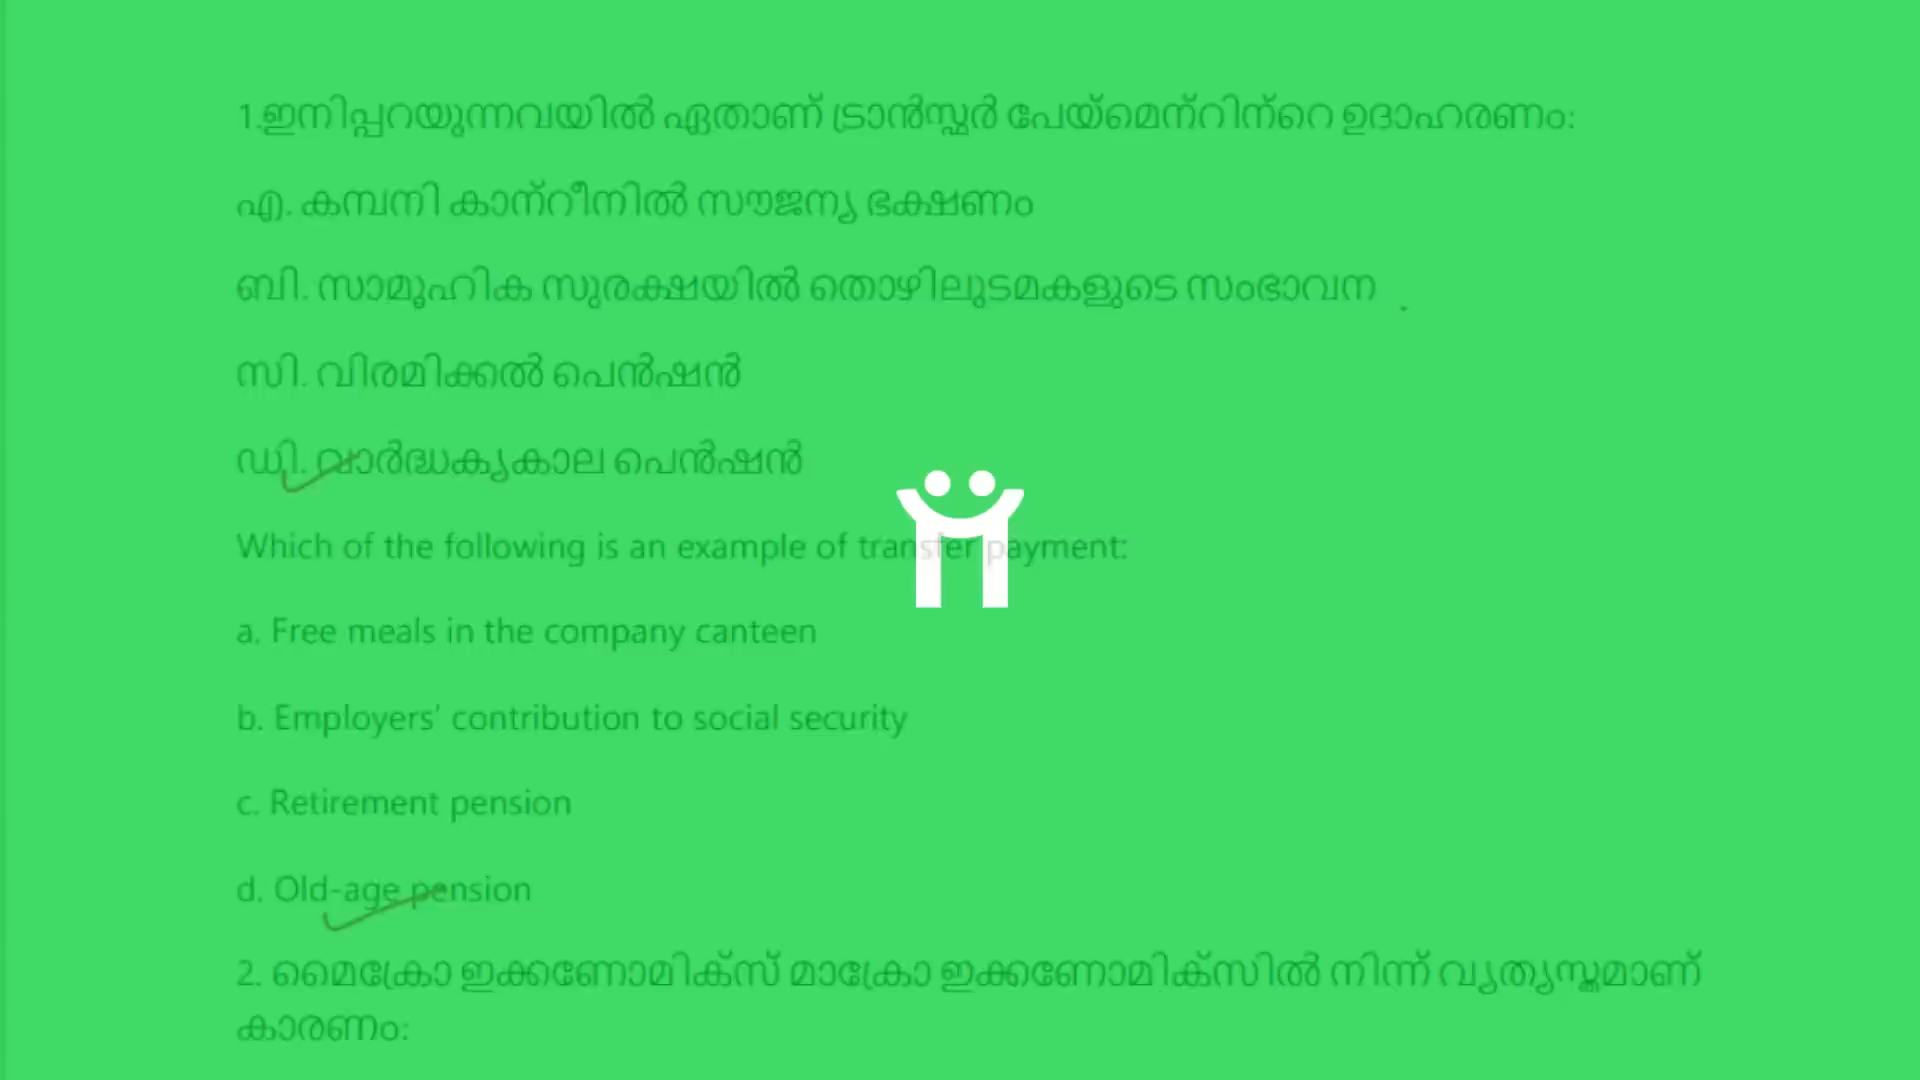 1.ഇനിപ്പറയുന്നവയിൽ ഏതാണ് ട്രാൻസ്ഫർ പേയ്മെന്റിന്റെ ഉദാഹരണം:
എ. കമ്പനി കാന്റീനിൽ സൗജന്യ ഭക്ഷണം
ബി. സാമൂഹിക സുരക്ഷയിൽ തൊഴിലുടമകളുടെ സംഭാവന
സി. വിരമിക്കൽ പെൻഷൻ
ഡി. വാർദ്ധക്യകാല പെൻഷൻ
Which of the following is an example of transfer payment:
a. Free meals in the company canteen
b. Employers' contribution to social security
c. Retirement pension
d. Old-age pension
2. മൈക്രോ ഇക്കണോമിക്സ് മാക്രോ ഇക്കണോമിക്സിൽ നിന്ന് വ്യത്യസ്തമാണ്
കാരണം: